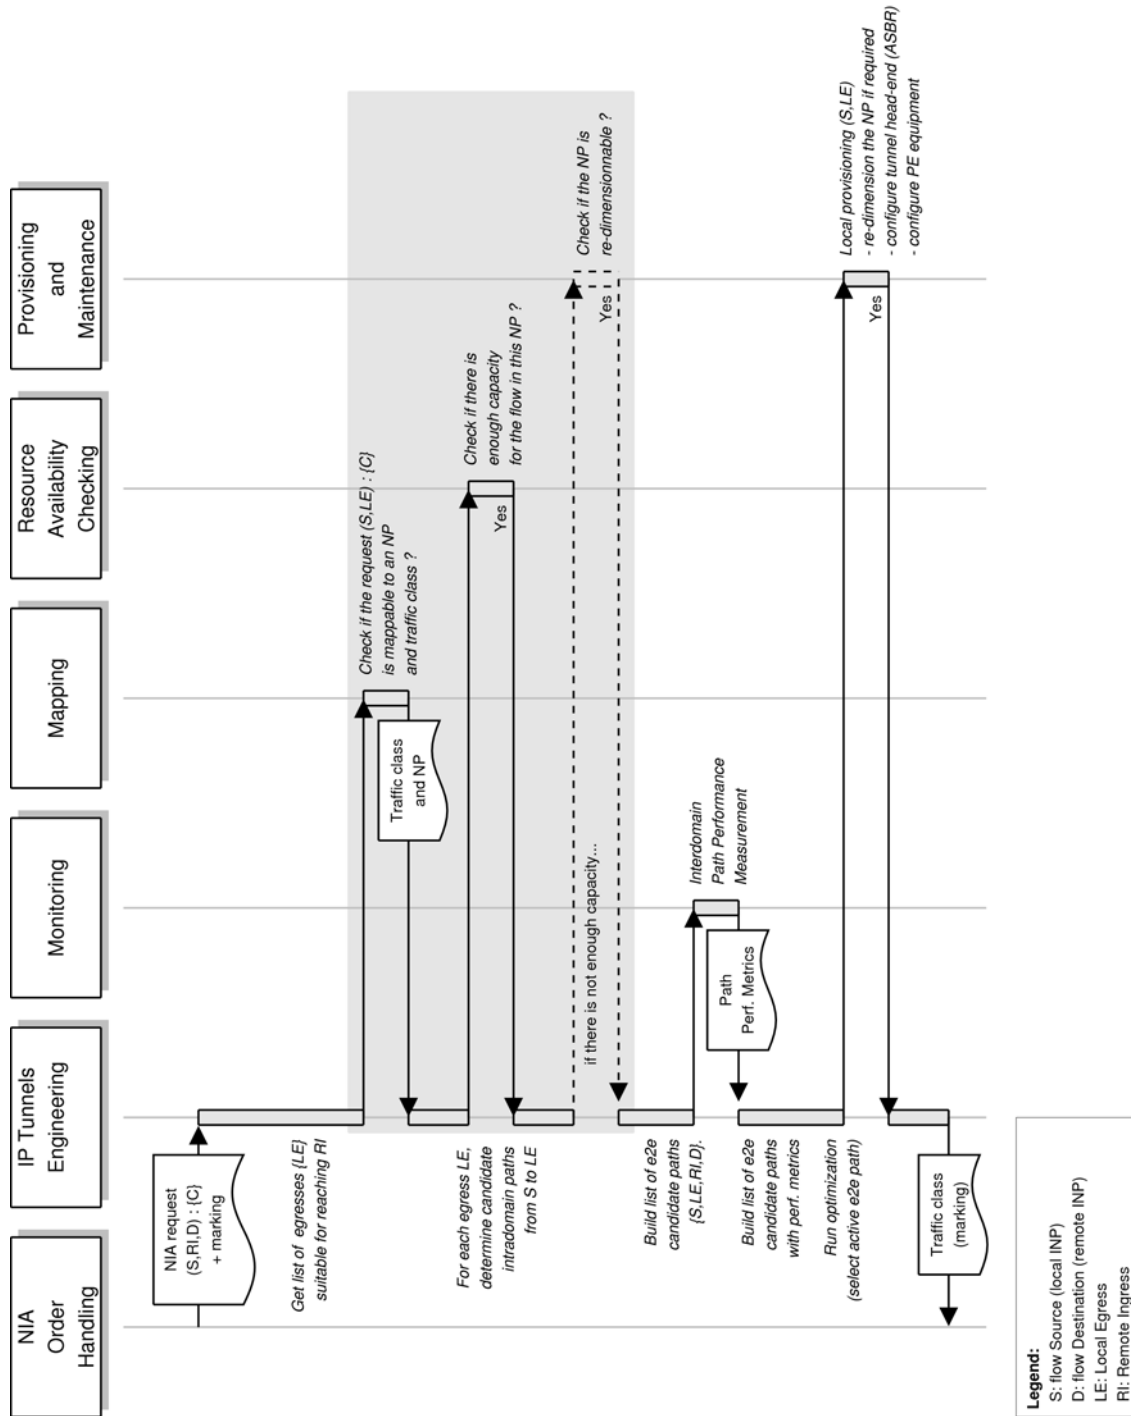 NIA
Order
Handling
IP Tunnels
Engineering
Monitoring
Mapping
Resource
Availability
Checking
Provisioning
and
Maintenance
NIA request
(S,RI,D) : {C}
+ marking
Get list of egresses {LE}
suitable for reaching RI
Check if the request (S,LE) : {C}
is mappable to an NP
and traffic class ?
Traffic class
and NP
For each egress LE,
determine candidate
intradomain paths
from S to LE
Check if there is
enough capacity
for the flow in this NP ?
Yes
if there is not enough capacity...
Check if the NP is
re-dimensionnable ?
Yes
Build list of e2e
candidate paths
{S,LE,RI,D}.
Interdomain
Path Performance
Measurement
Path
Perf. Metrics
Build list of e2e
candidate paths
with perf. metrics
Run optimization
(select active e2e path)
Local provisioning (S,LE)
- re-dimension the NP if required
- configure tunnel head-end (ASBR)
- configure PE equipment
Yes
Traffic class
(marking)
Legend:
S: flow Source (local INP)
D: flow Destination (remote INP)
LE: Local Egress
RI: Remote Ingress